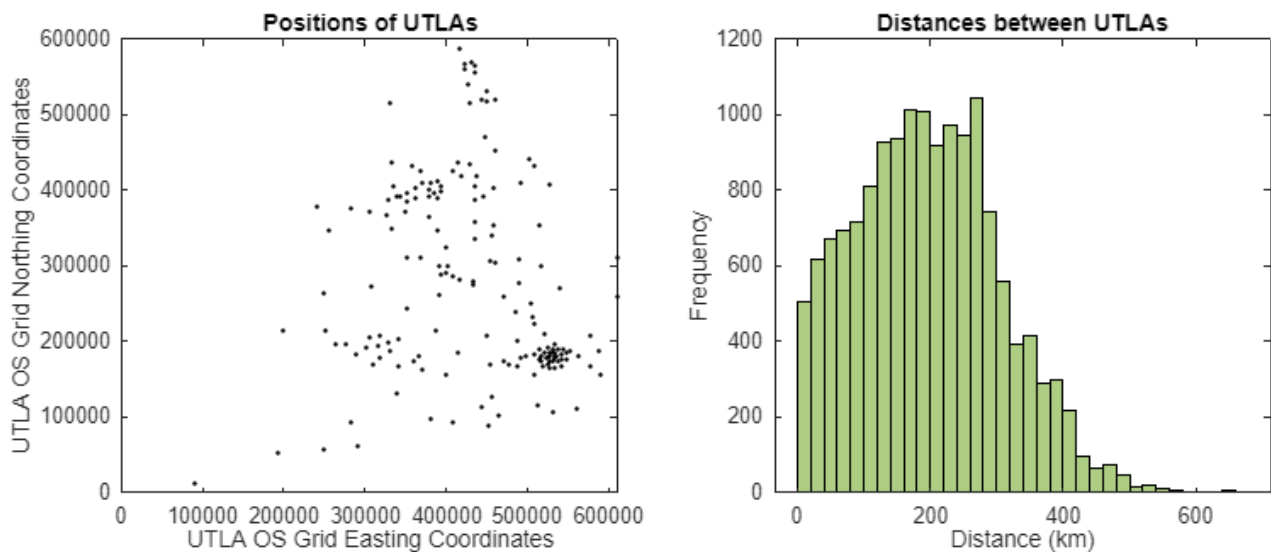 Positions of UTLAs
600000
500000
400000
300000
200000
100000
0
0 100000 200000 300000 400000 500000 600000
UTLA OS Grid Northing Coordinates
UTLA OS Grid Easting Coordinates
Distances between UTLAs
1200
1000
800
600
400
200
0
0 200 400 600
Frequency
Distance (km)